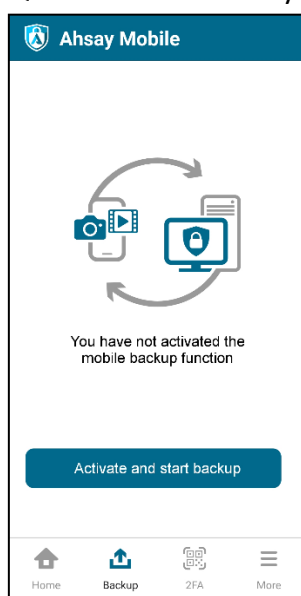 Ahsay Mobile
You have not activated the
mobile backup function
Activate and start backup
Home Backup 2FA More